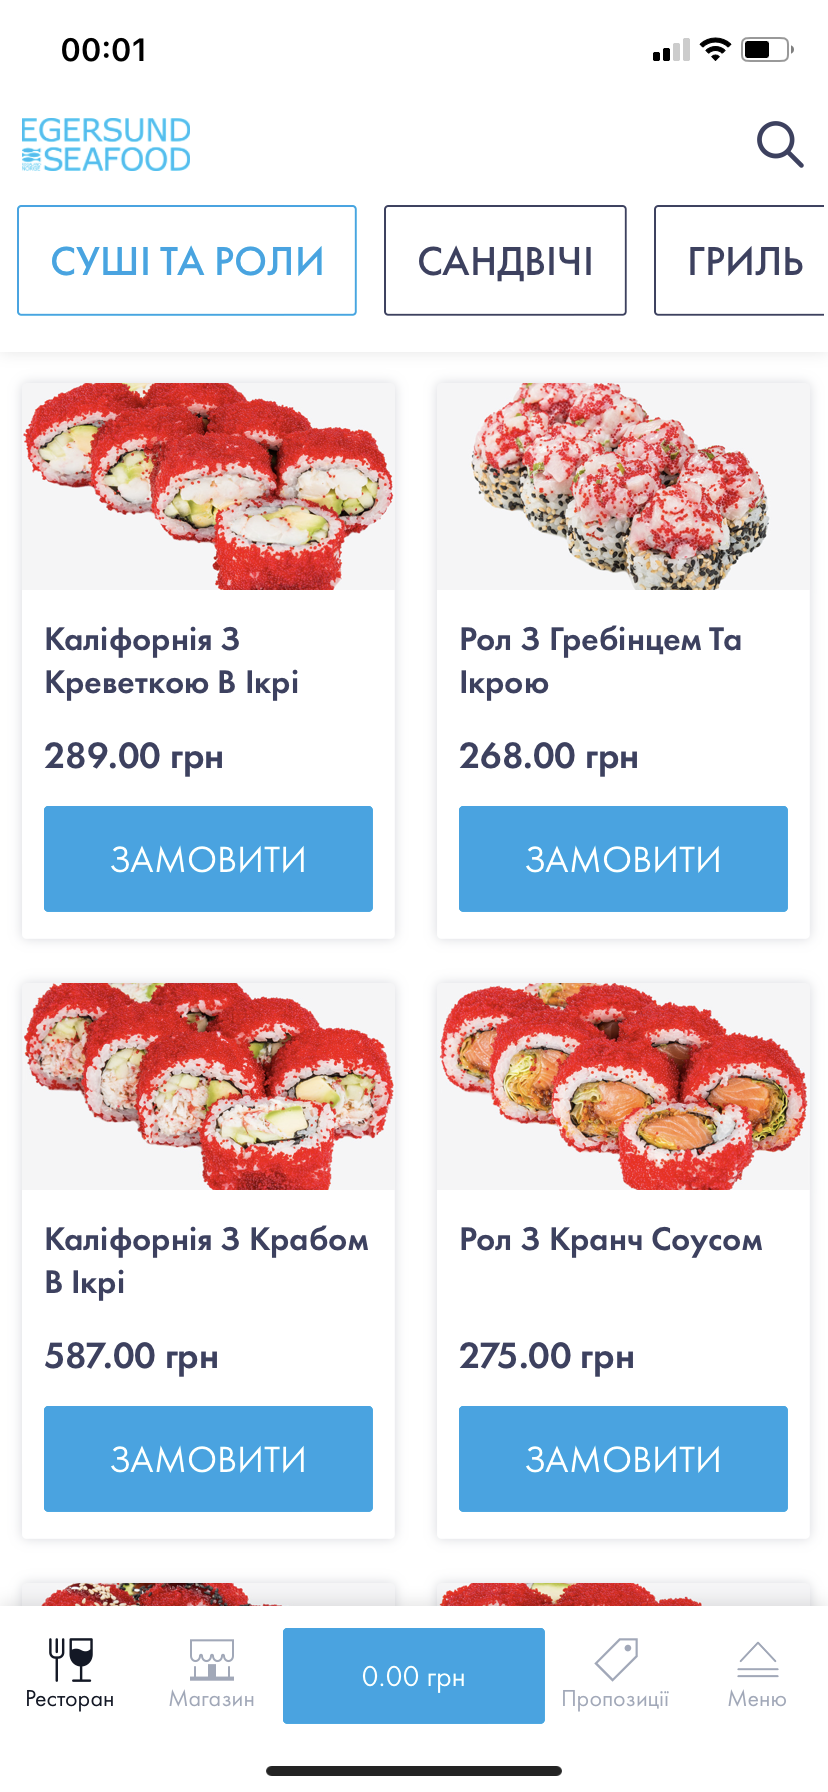 00:01
EGERSUND
SEAFOOD
СУШІ ТА РОЛИ
САНДВІЧІ
ГРИЛЬ
Каліфорнія З
Креветкою В Ікрі
289.00 грн
ЗАМОВИТИ
Рол З Гребінцем Та
Ікрою
268.00 грн
ЗАМОВИТИ
Каліфорнія З Крабом
В Ікрі
587.00 грн
ЗАМОВИТИ
Рол З Кранч Соусом
275.00 грн
ЗАМОВИТИ
Ресторан
Магазин
0.00 грн
Пропозиції
Меню